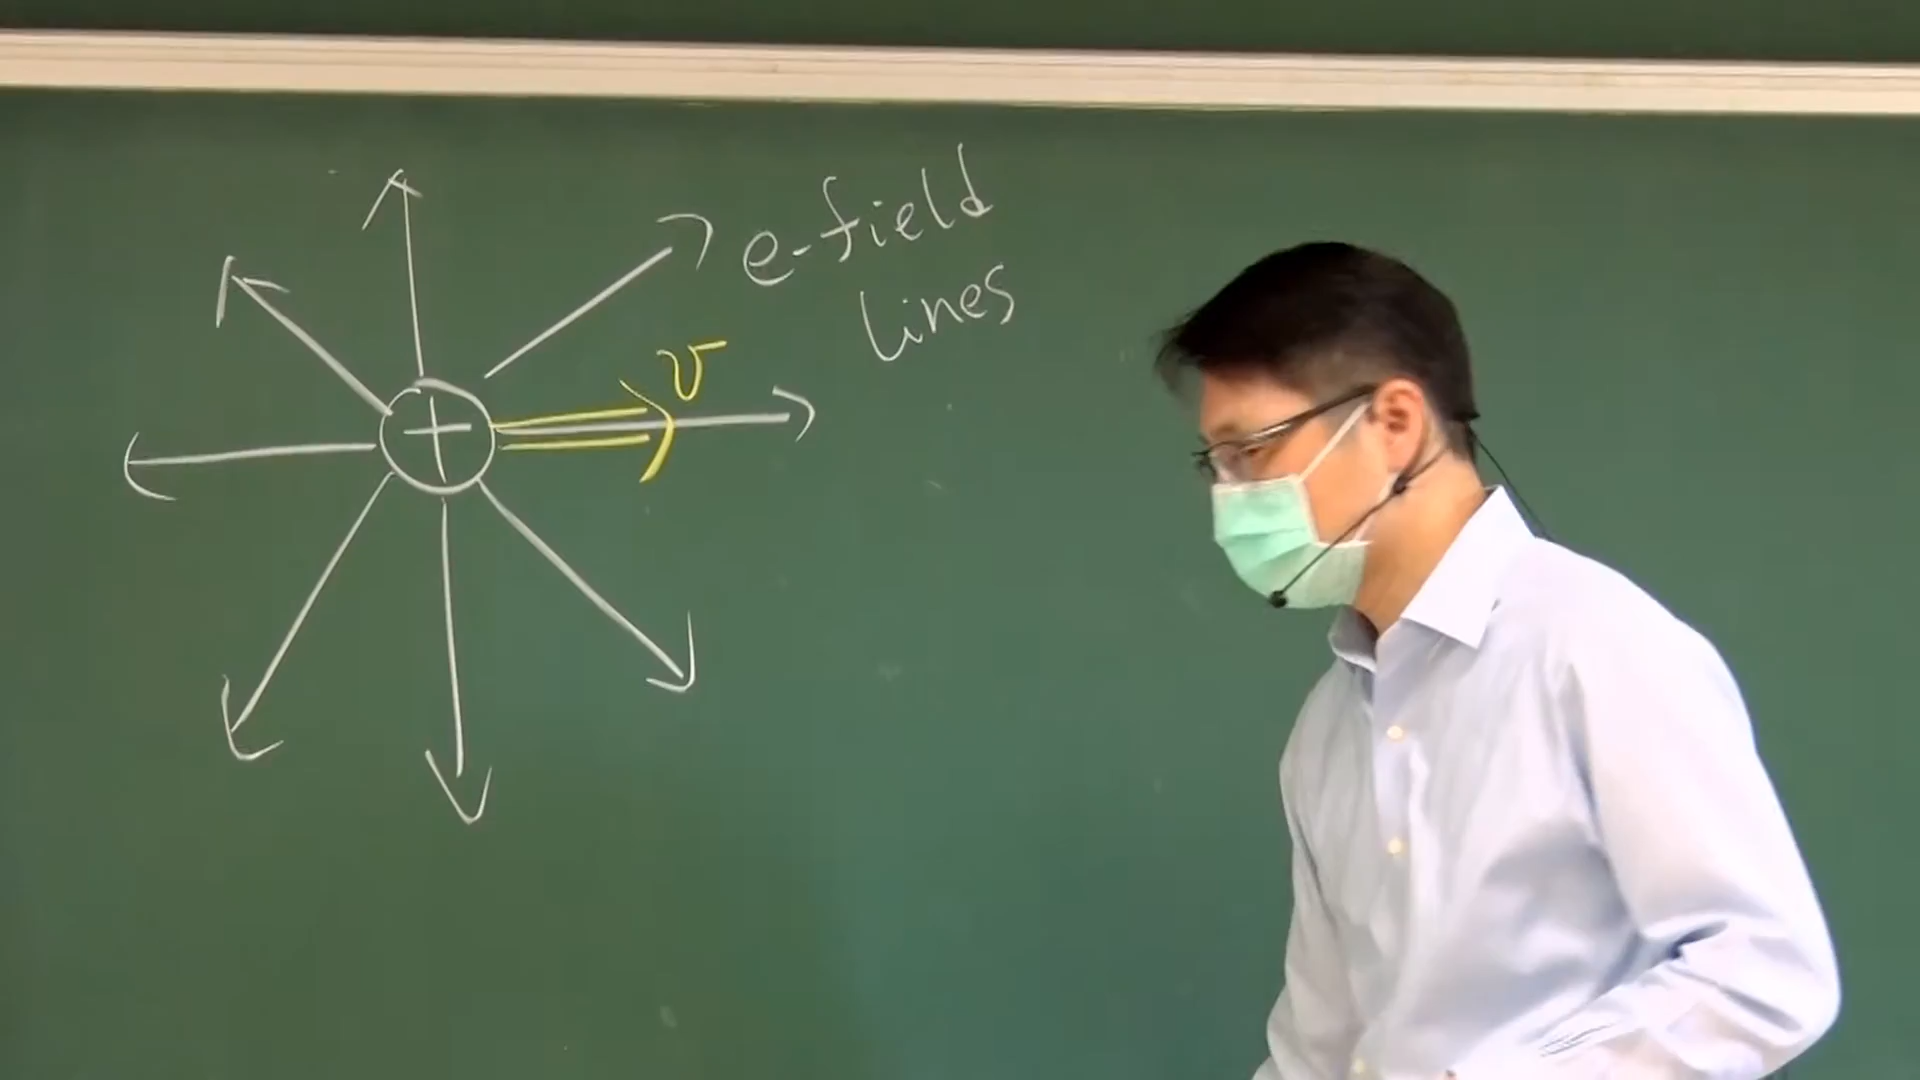 e-field
lines
v
+